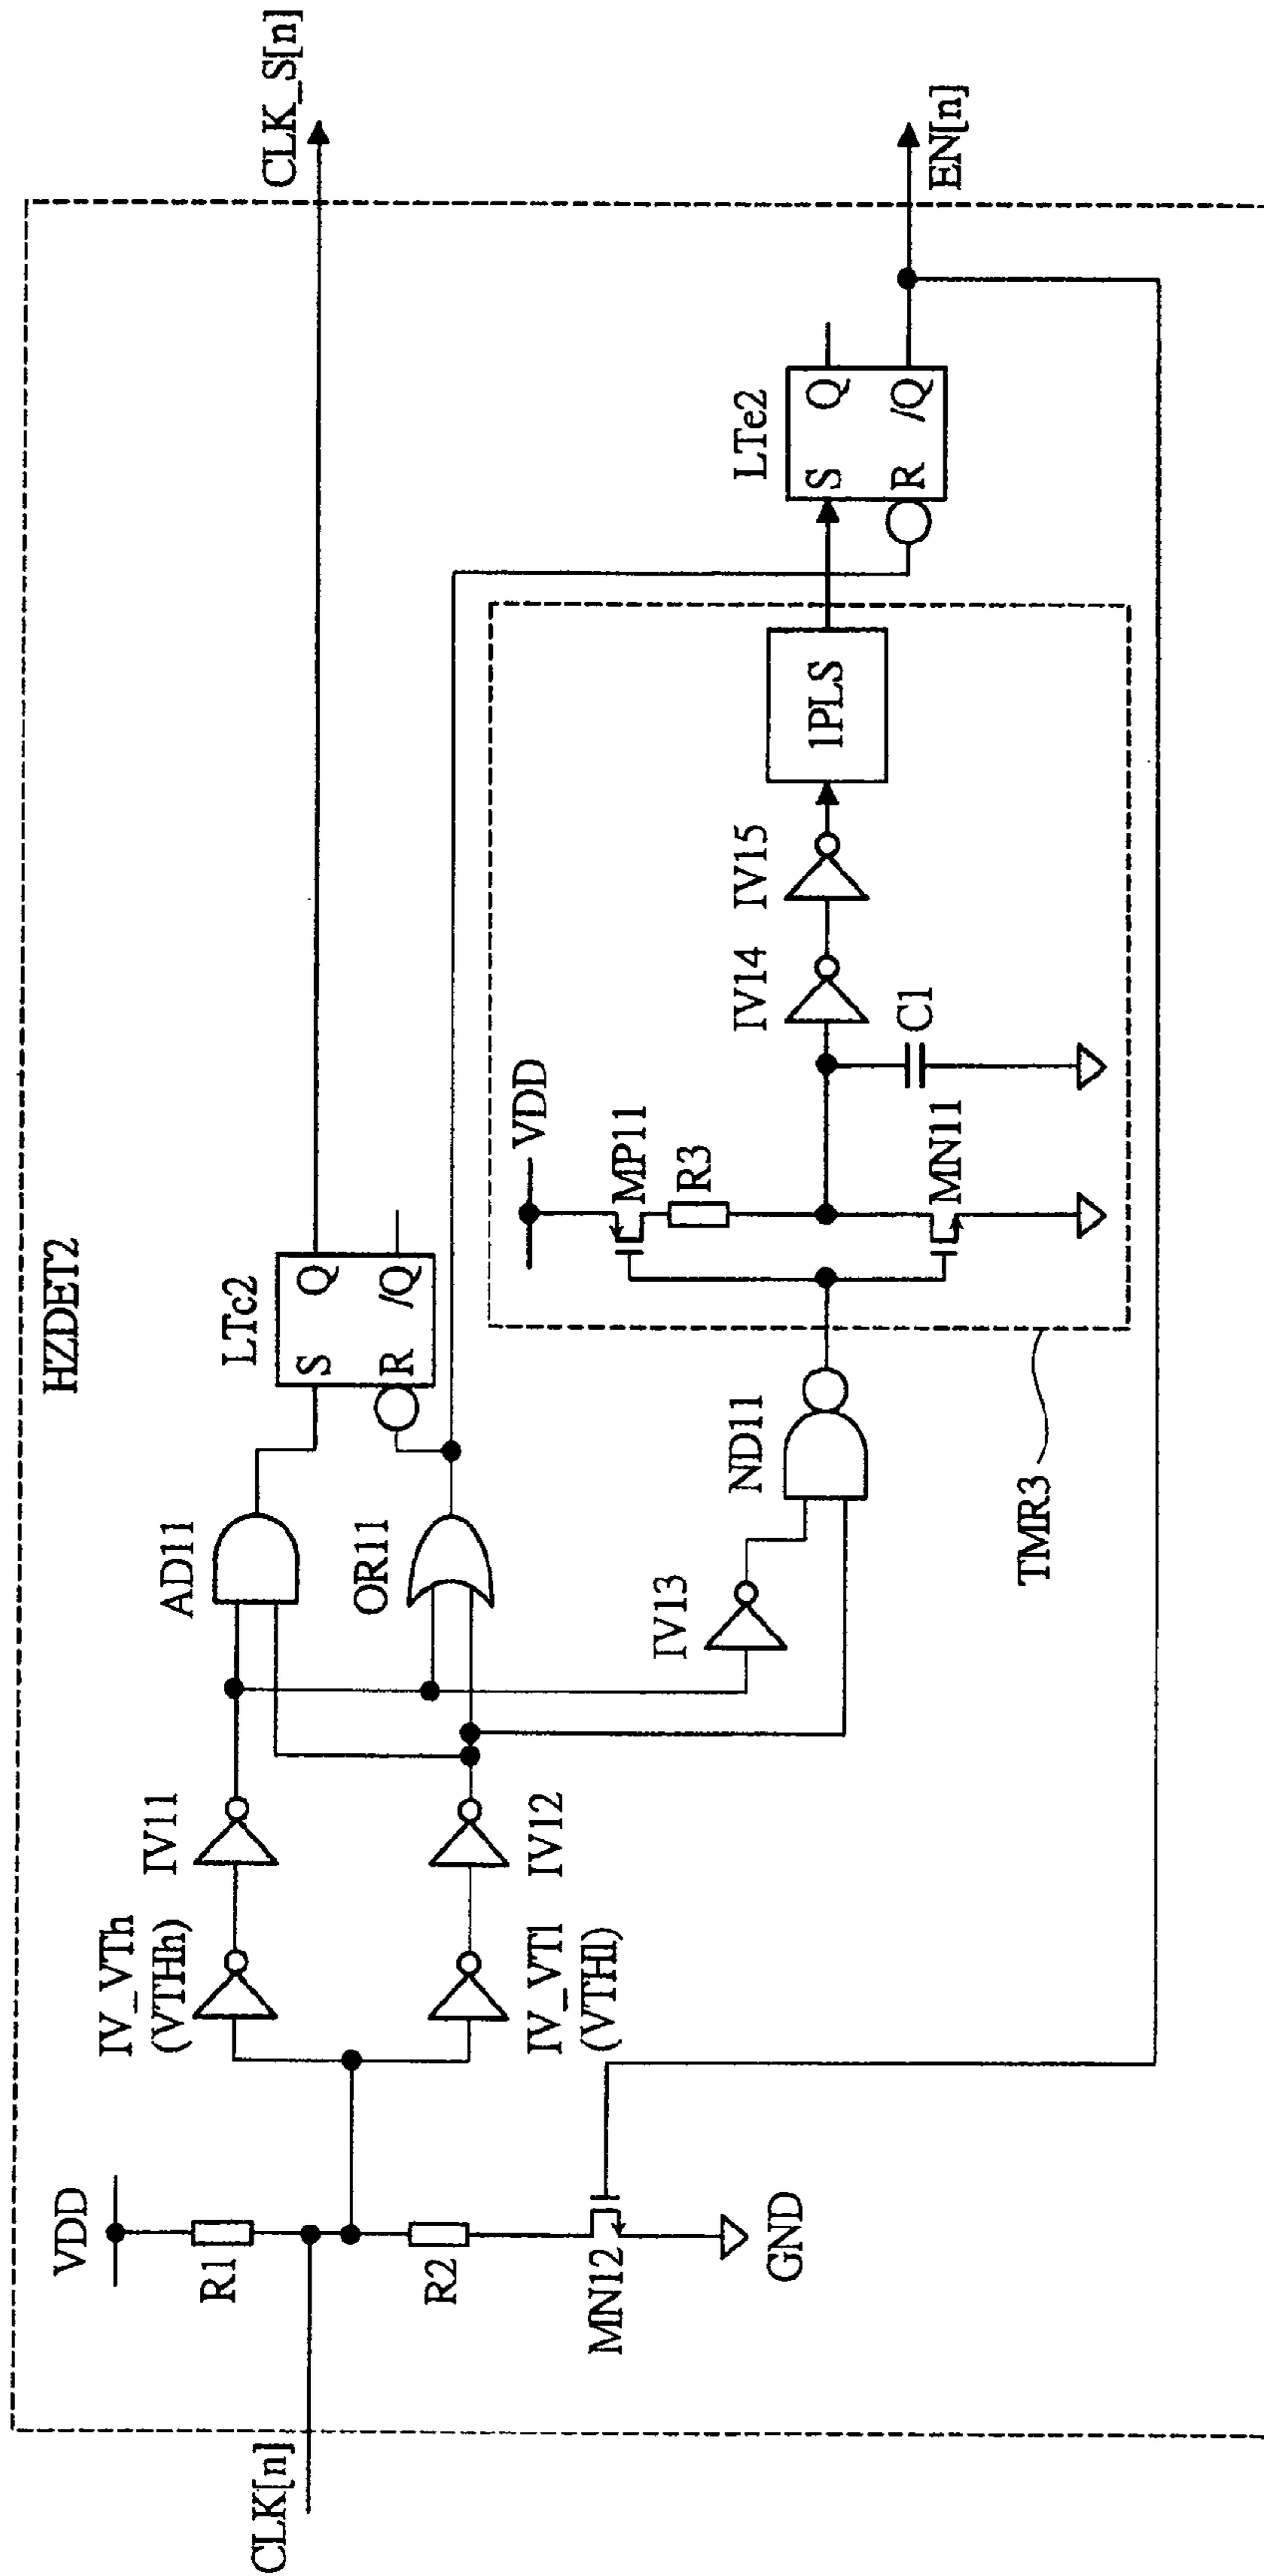 HZDET2
VDD
R1
CLK[n]
R2
MN12
GND
IV_VTh
(VTHh)
IV11
IV_VTl
(VTHl)
IV12
AD11
OR11
IV13
ND11
LTc2
S
Q
R
/Q
CLK_S[n]
VDD
MP11
R3
MN11
C1
IV14
IV15
1PLS
TMR3
LTe2
S
Q
R
/Q
EN[n]